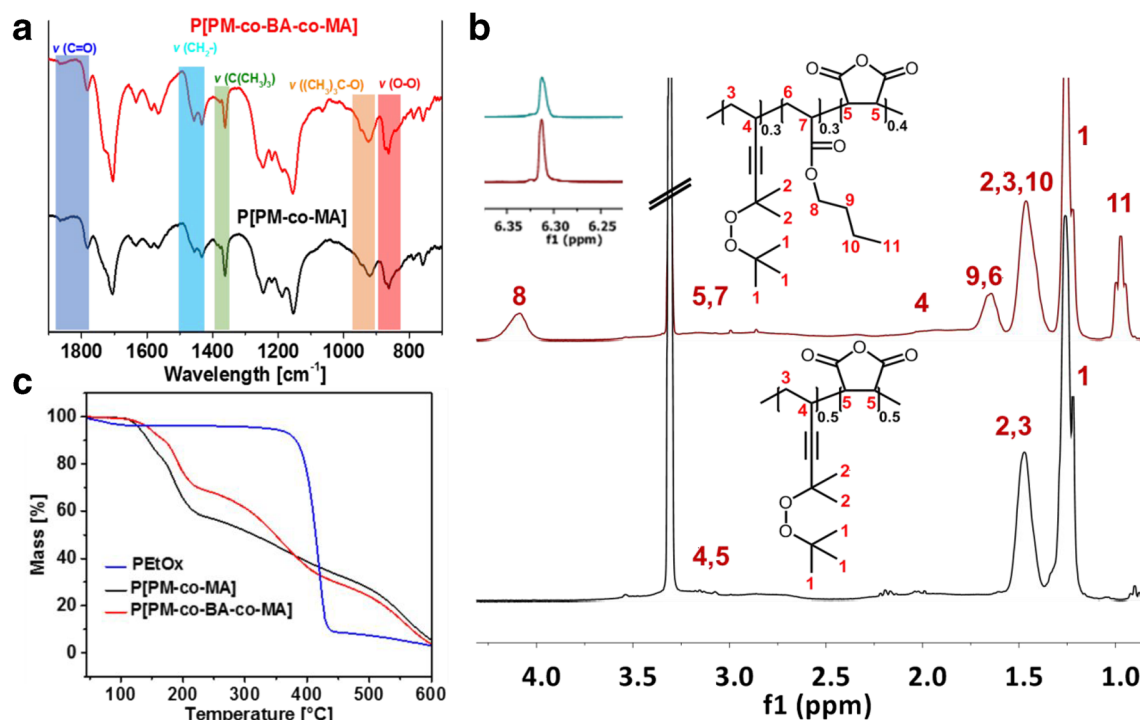 a
P[PM-co-BA-co-MA]
ν (C=O)
ν (CH2-)
ν (C(CH3)3)
ν ((CH3)3C-O)
ν (O-O)
P[PM-co-MA]
1900 1600 1400 1200 1000 800
Wavelength [cm-1]
b
6.35 6.30 6.25
f1 (ppm)
O O O
3 6
4 0.3 7 0.3 5 5 0.4
O
O
2
2
8 9
10 11
O
O
1
1
1
8
5,7
4
9,6
2,3,10
1
11
O O O
3
4 0.5 5 5 0.5
2
2
O
O
1
1
1
4,5
2,3
1
4.0 3.5 3.0 2.5 2.0 1.5 1.0
f1 (ppm)
c
100
80
60
40
20
0
Mass [%]
PEtOx
P[PM-co-MA]
P[PM-co-BA-co-MA]
100 200 300 400 500 600
Temperature [°C]